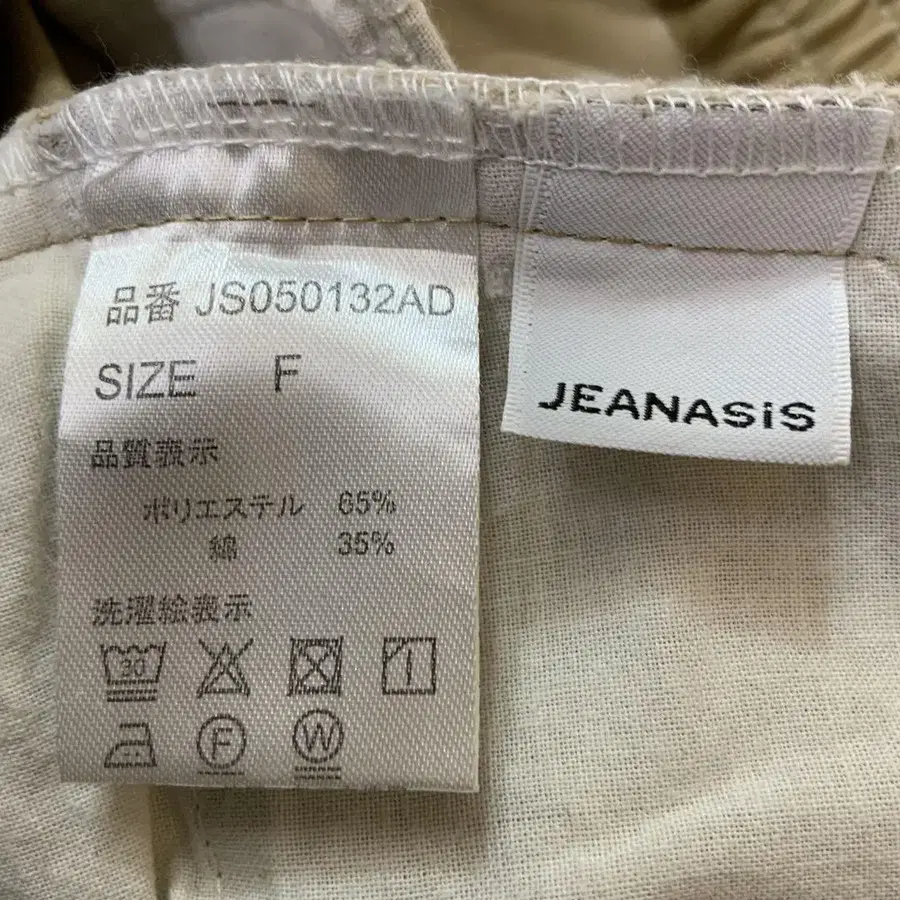 品番 JS050132AD
SIZE F
品質表示
ポリエステル 65%
綿 35%
洗濯絵表示
30
F
W
JEANASiS